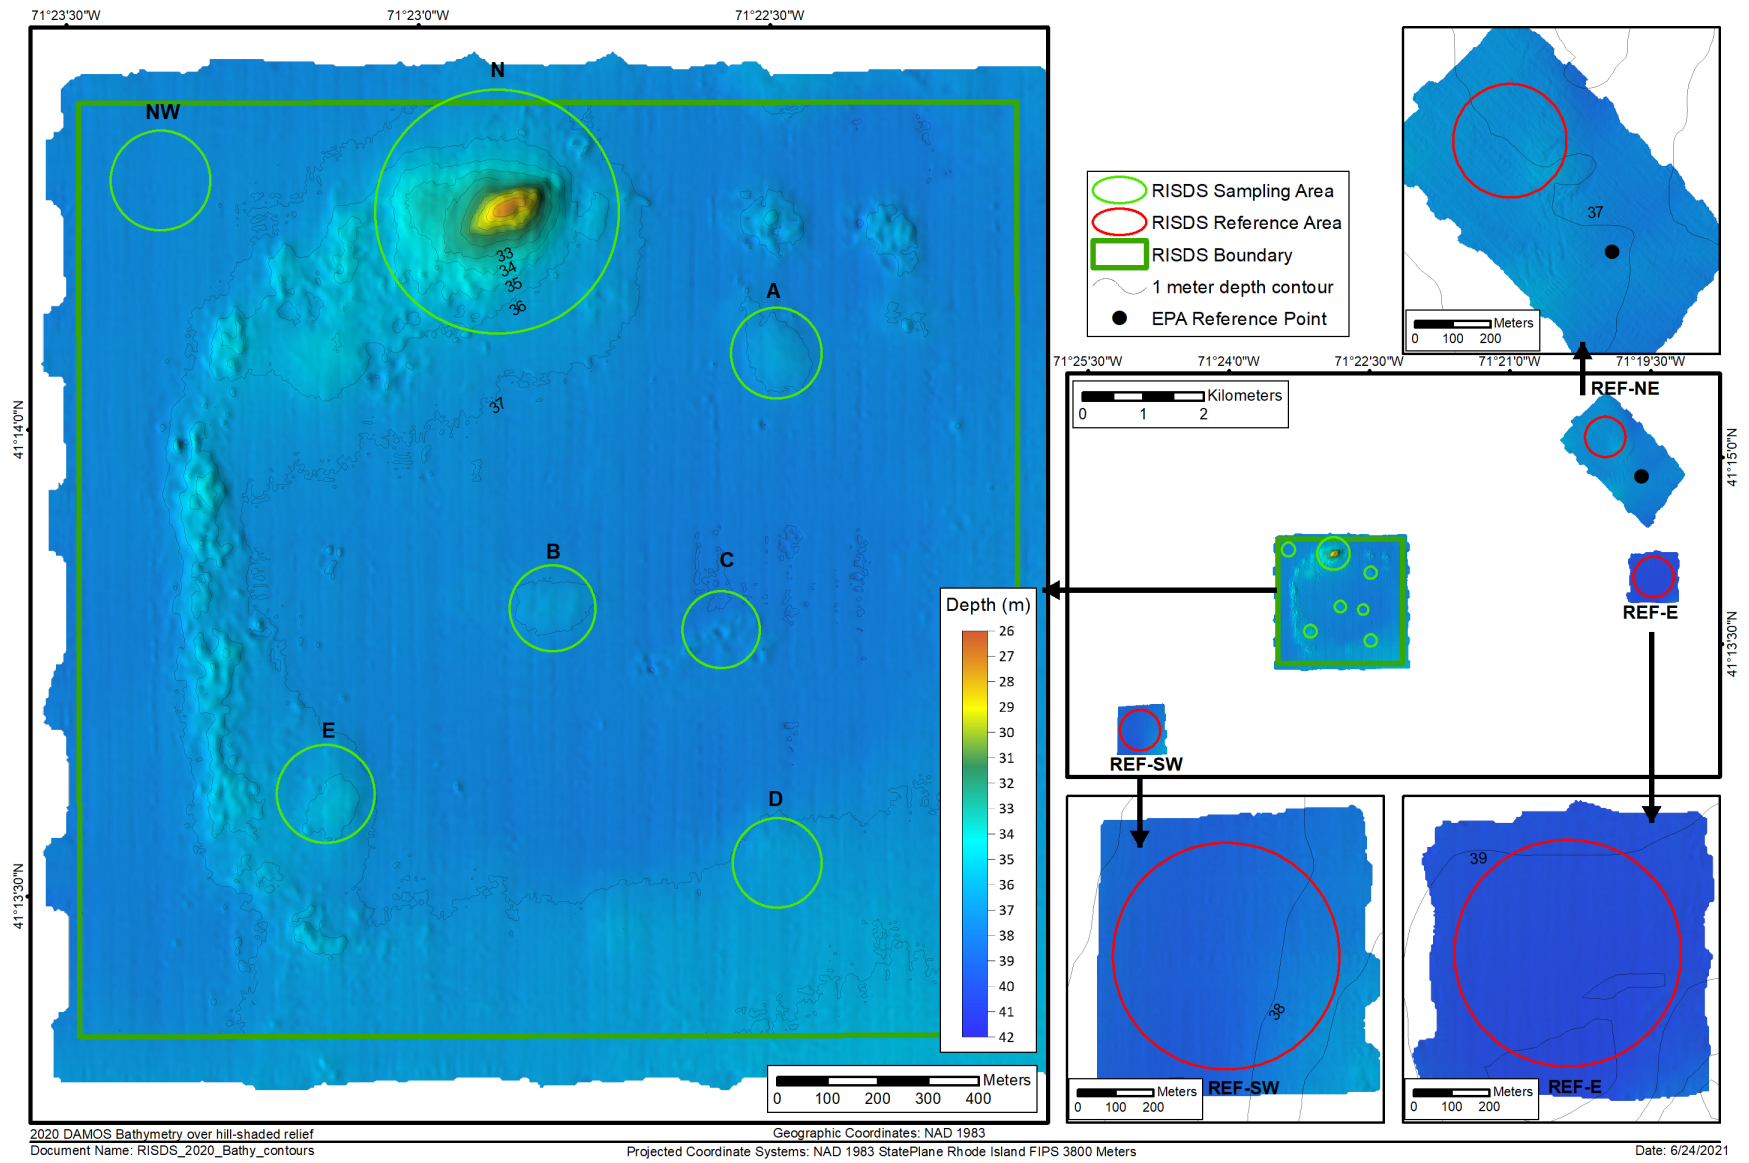 71°23'30"W
71°23'0"W
71°22'30"W
N
NW
33
34
35
36
A
37
41°14'0"N
B
C
E
D
41°13'30"N
Depth (m)
26
27
28
29
30
31
32
33
34
35
36
37
38
39
40
41
42
Meters
0 100 200 300 400
RISDS Sampling Area
RISDS Reference Area
RISDS Boundary
1 meter depth contour
EPA Reference Point
37
Meters
0 100 200
71°25'30"W
71°24'0"W
71°22'30"W
71°21'0"W
71°19'30"W
Kilometers
0 1 2
REF-NE
41°15'0"N
REF-E
41°13'30"N
REF-SW
38
Meters
0 100 200
REF-SW
39
Meters
0 100 200
REF-E
2020 DAMOS Bathymetry over hill-shaded relief
Geographic Coordinates: NAD 1983
Document Name: RISDS_2020_Bathy_contours
Projected Coordinate Systems: NAD 1983 StatePlane Rhode Island FIPS 3800 Meters
Date: 6/24/2021